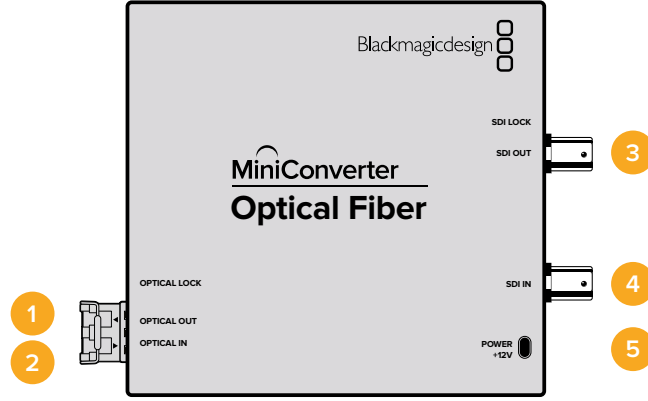 Blackmagicdesign
SDI LOCK
SDI OUT
3
MiniConverter
Optical Fiber
OPTICAL LOCK
SDI IN
4
1
OPTICAL OUT
OPTICAL IN
2
POWER
+12V
5